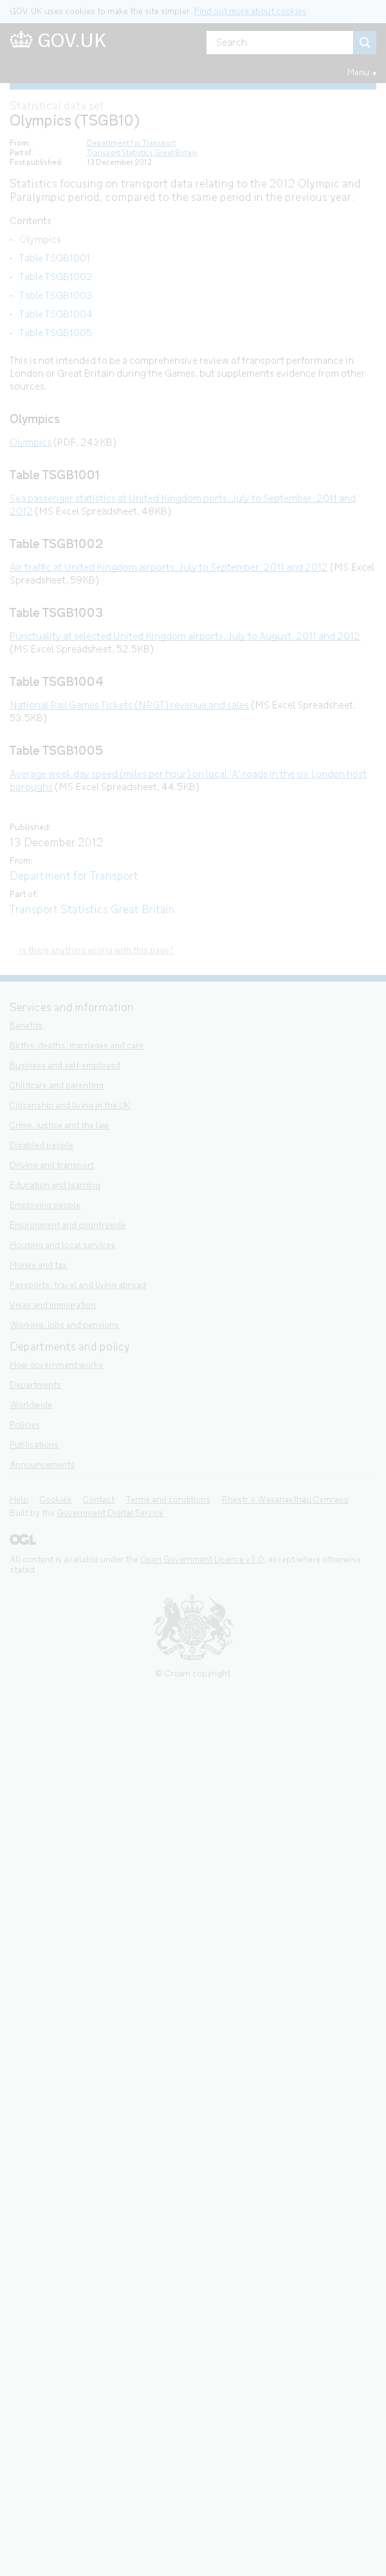 GOV.UK uses cookies to make the site simpler. Find out more about cookies
GOV.UK
Search
Menu ▾
Statistical data set
Olympics (TSGB10)
From: Department for Transport
Part of: Transport Statistics Great Britain
First published: 13 December 2012
Statistics focusing on transport data relating to the 2012 Olympic and
Paralympic period, compared to the same period in the previous year.
Contents
- Olympics
- Table TSGB1001
- Table TSGB1002
- Table TSGB1003
- Table TSGB1004
- Table TSGB1005
This is not intended to be a comprehensive review of transport performance in
London or Great Britain during the Games, but supplements evidence from other
sources.
Olympics
Olympics (PDF, 243KB)
Table TSGB1001
Sea passenger statistics at United Kingdom ports, July to September, 2011 and
2012 (MS Excel Spreadsheet, 48KB)
Table TSGB1002
Air traffic at United Kingdom airports, July to September, 2011 and 2012 (MS Excel
Spreadsheet, 59KB)
Table TSGB1003
Punctuality at selected United Kingdom airports, July to August, 2011 and 2012
(MS Excel Spreadsheet, 52.5KB)
Table TSGB1004
National Rail Games Tickets (NRGT) revenue and sales (MS Excel Spreadsheet,
53.5KB)
Table TSGB1005
Average week day speed (miles per hour) on local 'A' roads in the six London host
boroughs (MS Excel Spreadsheet, 44.5KB)
Published:
13 December 2012
From:
Department for Transport
Part of:
Transport Statistics Great Britain
Is there anything wrong with this page?
Services and information
Benefits
Births, deaths, marriages and care
Business and self-employed
Childcare and parenting
Citizenship and living in the UK
Crime, justice and the law
Disabled people
Driving and transport
Education and learning
Employing people
Environment and countryside
Housing and local services
Money and tax
Passports, travel and living abroad
Visas and immigration
Working, jobs and pensions
Departments and policy
How government works
Departments
Worldwide
Policies
Publications
Announcements
Help Cookies Contact Terms and conditions Rhestr o Wasanaethau Cymraeg
Built by the Government Digital Service
OGL
All content is available under the Open Government Licence v3.0, except where otherwise
stated
© Crown copyright